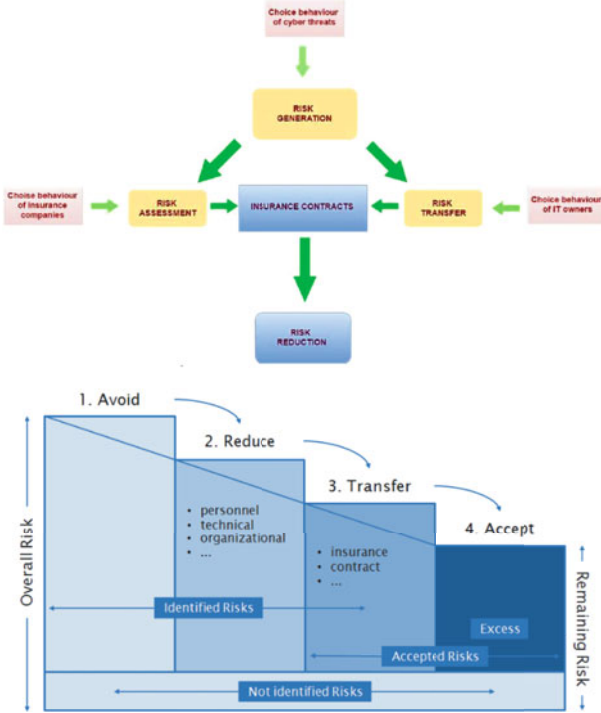 Choice behaviour
of cyber threats
RISK
GENERATION
Choise behaviour
of insurance
companies
RISK
ASSESSMENT
INSURANCE CONTRACTS
RISK
TRANSFER
Choice behaviour
of IT owners
RISK
REDUCTION
1. Avoid
2. Reduce
3. Transfer
4. Accept
• personnel
• technical
• organizational
• ...
• insurance
• contract
• ...
Overall Risk
Identified Risks
Excess
Accepted Risks
Not identified Risks
Remaining Risk